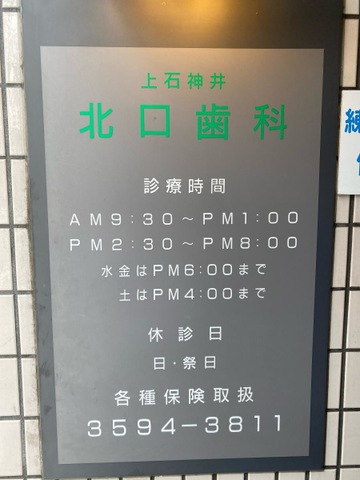 上石神井
北口歯科
診療時間
AM9:30～PM1:00
PM2:30～PM8:00
水金はPM6:00まで
土はPM4:00まで
休診日
日・祭日
各種保険取扱
3594-3811
練